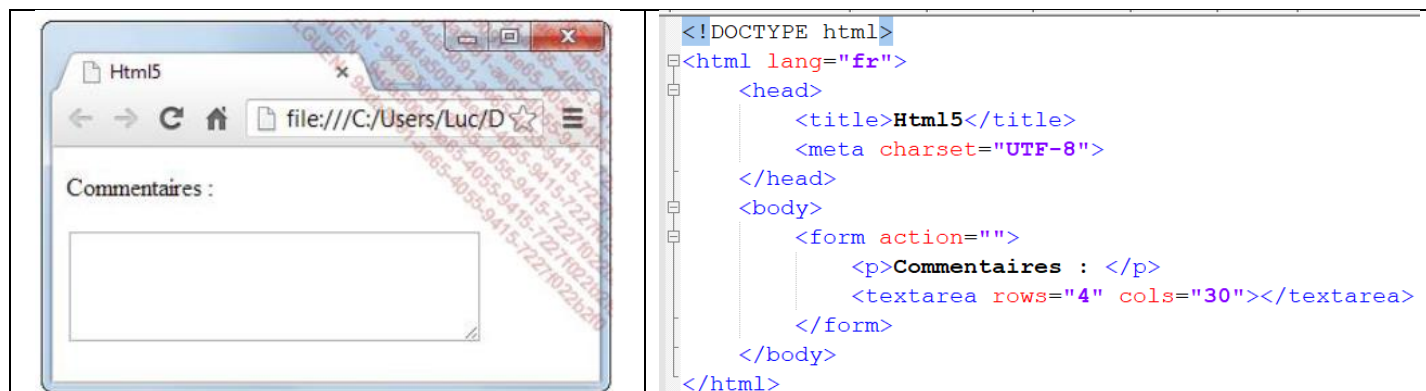 Html5
file:///C:/Users/Luc/D
Commentaires :
<!DOCTYPE html>
<html lang="fr">
<head>
<title>Html5</title>
<meta charset="UTF-8">
</head>
<body>
<form action="">
<p>Commentaires : </p>
<textarea rows="4" cols="30"></textarea>
</form>
</body>
</html>